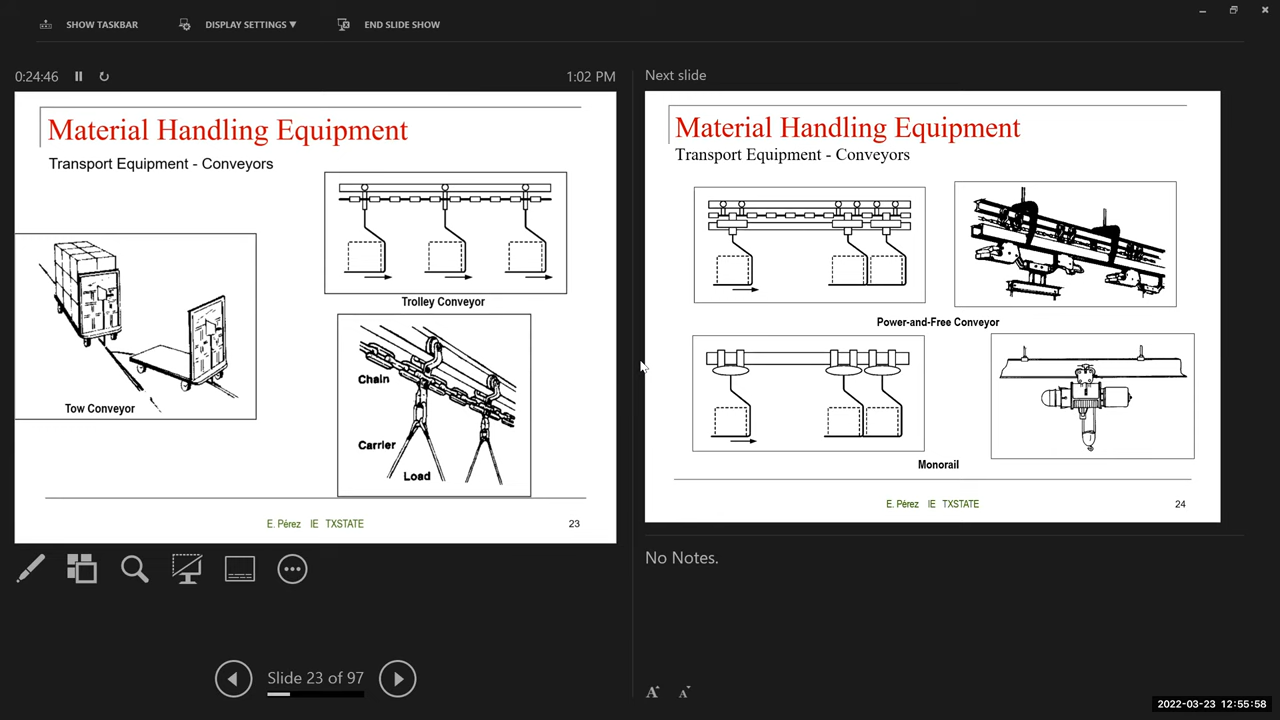 SHOW TASKBAR
DISPLAY SETTINGS ▼
END SLIDE SHOW
0:24:46
1:02 PM
Material Handling Equipment
Transport Equipment - Conveyors
Trolley Conveyor
Tow Conveyor
Chain
Carrier
Load
E. Pérez IE TXSTATE
23
Next slide
Material Handling Equipment
Transport Equipment - Conveyors
Power-and-Free Conveyor
Monorail
E. Pérez IE TXSTATE
24
No Notes.
Slide 23 of 97
A A
2022-03-23 12:55:58